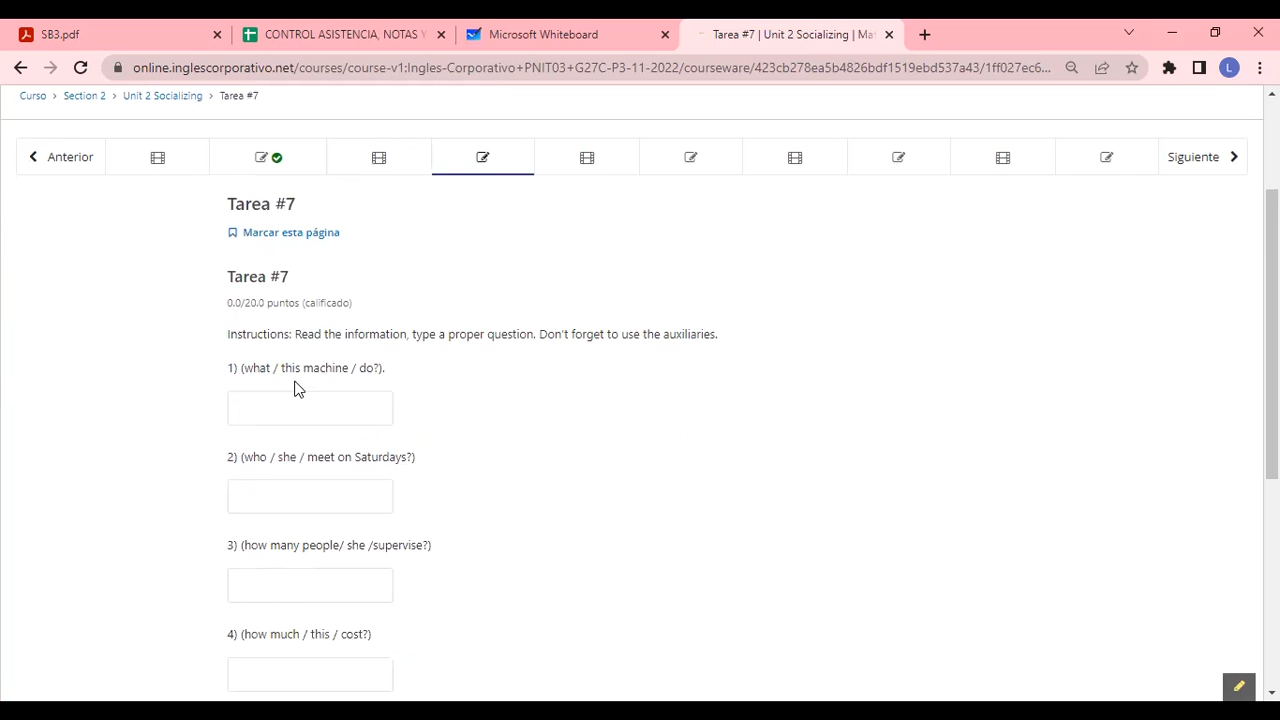 SB3.pdf
CONTROL ASISTENCIA, NOTAS Y
Microsoft Whiteboard
Tarea #7 | Unit 2 Socializing | Ma
online.inglescorporativo.net/courses/course-v1:Ingles-Corporativo+PNIT03+G27C-P3-11-2022/courseware/423cb278ea5b4826bdf1519ebd537a43/1ff027ec6...
L
Curso > Section 2 > Unit 2 Socializing > Tarea #7
Anterior
Siguiente
Tarea #7
Marcar esta página
Tarea #7
0.0/20.0 puntos (calificado)
Instructions: Read the information, type a proper question. Don't forget to use the auxiliaries.
1) (what / this machine / do?).
2) (who / she / meet on Saturdays?)
3) (how many people/ she /supervise?)
4) (how much / this / cost?)